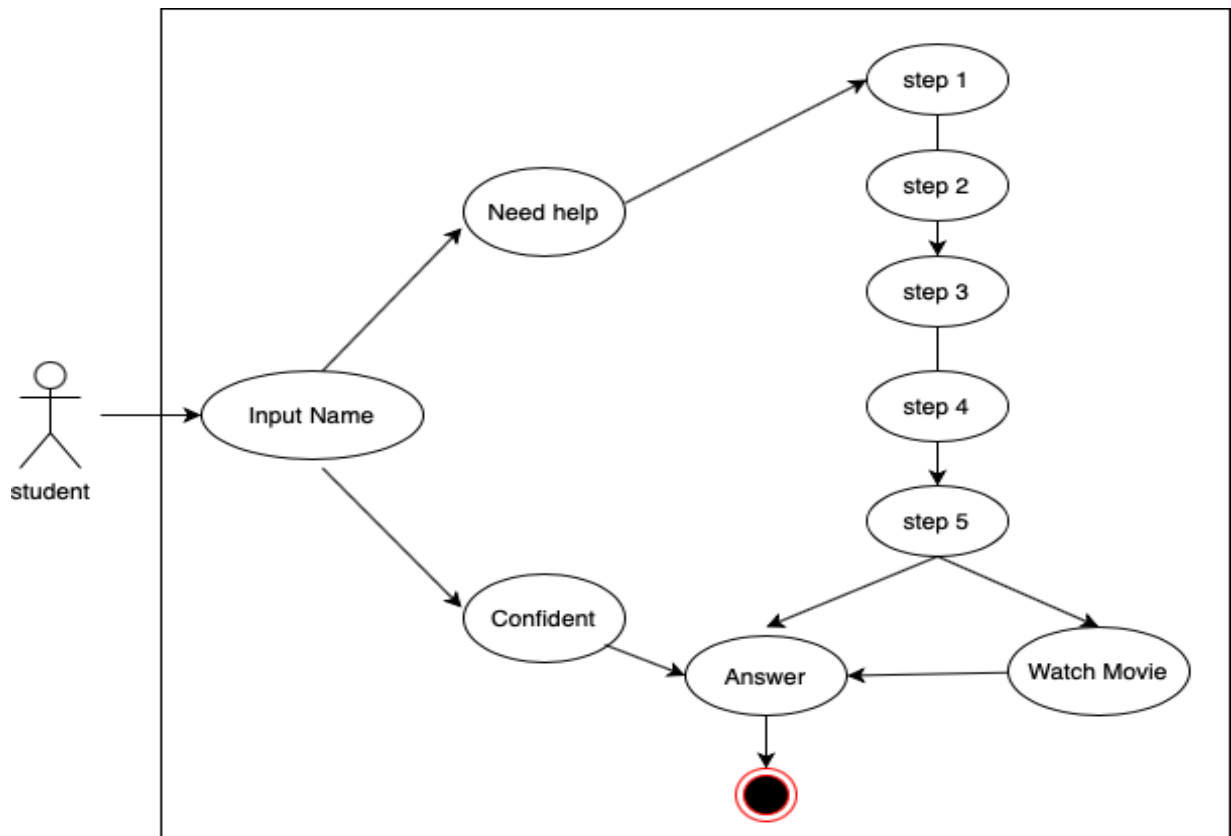 step 1
step 2
Need help
step 3
Input Name
step 4
student
step 5
Confident
Answer
Watch Movie